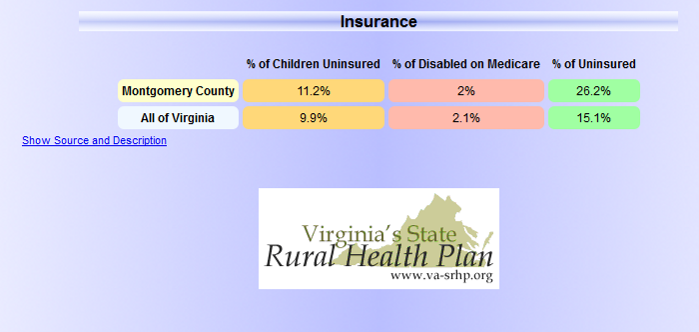 Insurance
% of Children Uninsured % of Disabled on Medicare % of Uninsured
Montgomery County 11.2% 2% 26.2%
All of Virginia 9.9% 2.1% 15.1%
Show Source and Description
Virginia's State
Rural Health Plan
www.va-srhp.org